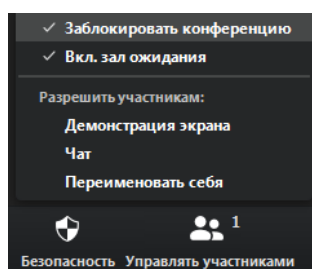 Заблокировать конференцию
Вкл. зал ожидания
Разрешить участникам:
Демонстрация экрана
Чат
Переименовать себя
1
Безопасность Управлять участниками